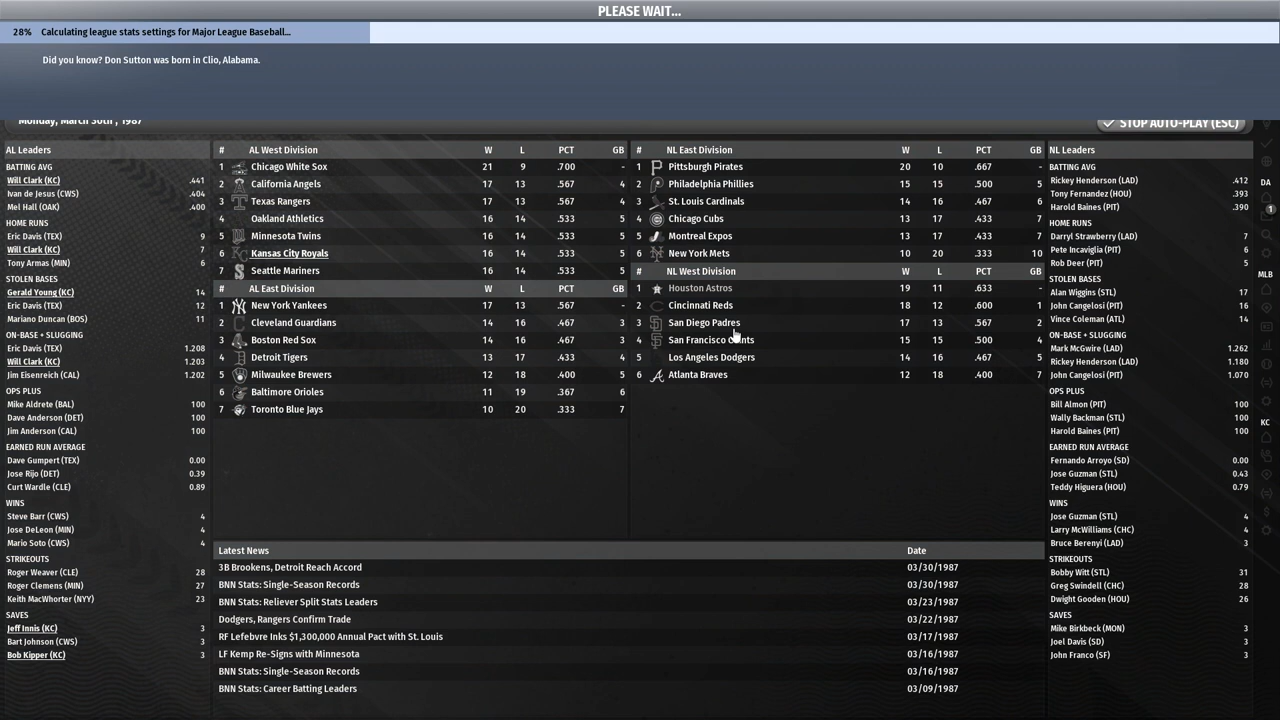 PLEASE WAIT...
28% Calculating league stats settings for Major League Baseball...
Did you know? Don Sutton was born in Clio, Alabama.
Monday, March 30th, 1987
STOP AUTO-PLAY (ESC)
AL Leaders
BATTING AVG
Will Clark (KC) .441
Ivan de Jesus (CWS) .404
Mel Hall (OAK) .400
HOME RUNS
Eric Davis (TEX) 9
Will Clark (KC) 7
Tony Armas (MIN) 6
STOLEN BASES
Gerald Young (KC) 14
Eric Davis (TEX) 12
Mariano Duncan (BOS) 11
ON-BASE + SLUGGING
Eric Davis (TEX) 1.208
Will Clark (KC) 1.203
Jim Eisenreich (CAL) 1.202
OPS PLUS
Mike Aldrete (BAL) 100
Dave Anderson (DET) 100
Jim Anderson (CAL) 100
EARNED RUN AVERAGE
Dave Gumpert (TEX) 0.00
Jose Rijo (DET) 0.39
Curt Wardle (CLE) 0.89
WINS
Steve Barr (CWS) 4
Jose DeLeon (MIN) 4
Mario Soto (CWS) 4
STRIKEOUTS
Roger Weaver (CLE) 28
Roger Clemens (MIN) 27
Keith MacWhorter (NYY) 23
SAVES
Jeff Innis (KC) 3
Bart Johnson (CWS) 3
Bob Kipper (KC) 3
# AL West Division W L PCT GB
1 Chicago White Sox 21 9 .700 -
2 California Angels 17 13 .567 4
3 Texas Rangers 17 13 .567 4
4 Oakland Athletics 16 14 .533 5
5 Minnesota Twins 16 14 .533 5
6 Kansas City Royals 16 14 .533 5
7 Seattle Mariners 16 14 .533 5
# AL East Division W L PCT GB
1 New York Yankees 17 13 .567 -
2 Cleveland Guardians 14 16 .467 3
3 Boston Red Sox 14 16 .467 3
4 Detroit Tigers 13 17 .433 4
5 Milwaukee Brewers 12 18 .400 5
6 Baltimore Orioles 11 19 .367 6
7 Toronto Blue Jays 10 20 .333 7
# NL East Division W L PCT GB
1 Pittsburgh Pirates 20 10 .667 -
2 Philadelphia Phillies 15 15 .500 5
3 St. Louis Cardinals 14 16 .467 6
4 Chicago Cubs 13 17 .433 7
5 Montreal Expos 13 17 .433 7
6 New York Mets 10 20 .333 10
# NL West Division W L PCT GB
1 Houston Astros 19 11 .633 -
2 Cincinnati Reds 18 12 .600 1
3 San Diego Padres 17 13 .567 2
4 San Francisco Giants 15 15 .500 4
5 Los Angeles Dodgers 14 16 .467 5
6 Atlanta Braves 12 18 .400 7
Latest News Date
3B Brookens, Detroit Reach Accord 03/30/1987
BNN Stats: Single-Season Records 03/30/1987
BNN Stats: Reliever Split Stats Leaders 03/23/1987
Dodgers, Rangers Confirm Trade 03/22/1987
RF Lefebvre Inks $1,300,000 Annual Pact with St. Louis 03/17/1987
LF Kemp Re-Signs with Minnesota 03/16/1987
BNN Stats: Single-Season Records 03/16/1987
BNN Stats: Career Batting Leaders 03/09/1987
NL Leaders
BATTING AVG
Rickey Henderson (LAD) .412
Tony Fernandez (HOU) .393
Harold Baines (PIT) .390
HOME RUNS
Darryl Strawberry (LAD) 7
Pete Incaviglia (PIT) 6
Rob Deer (PIT) 5
STOLEN BASES
Alan Wiggins (STL) 17
John Cangelosi (PIT) 16
Vince Coleman (ATL) 14
ON-BASE + SLUGGING
Mark McGwire (LAD) 1.262
Rickey Henderson (LAD) 1.180
John Cangelosi (PIT) 1.070
OPS PLUS
Bill Almon (PIT) 100
Wally Backman (STL) 100
Harold Baines (PIT) 100
EARNED RUN AVERAGE
Fernando Arroyo (SD) 0.00
Jose Guzman (STL) 0.43
Teddy Higuera (HOU) 0.79
WINS
Jose Guzman (STL) 4
Larry McWilliams (CHC) 4
Bruce Berenyi (LAD) 3
STRIKEOUTS
Bobby Witt (STL) 31
Greg Swindell (CHC) 28
Dwight Gooden (HOU) 26
SAVES
Mike Birkbeck (MON) 3
Joel Davis (SD) 3
John Franco (SF) 3
DA
1
MLB
KC